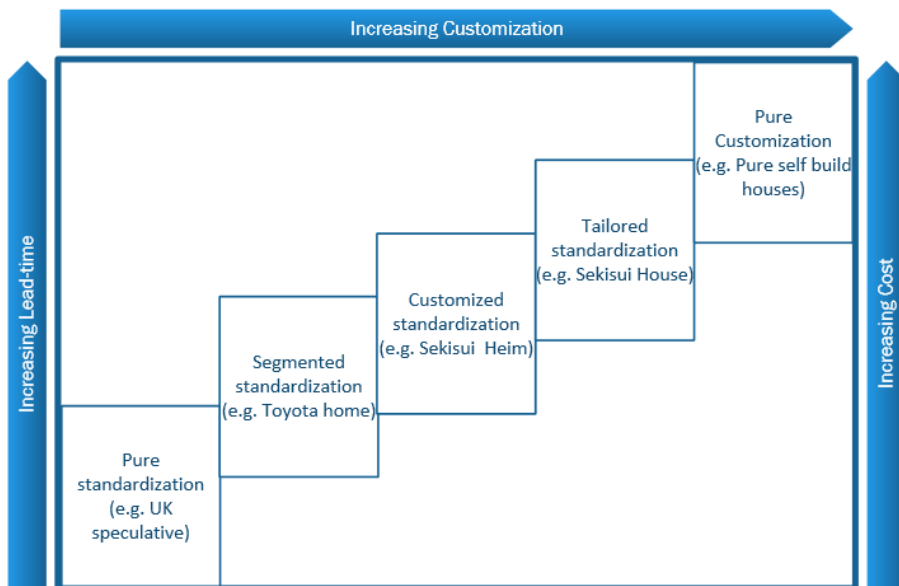 Increasing Customization
Increasing Lead-time
Increasing Cost
Pure
Customization
(e.g. Pure self build
houses)
Tailored
standardization
(e.g. Sekisui House)
Customized
standardization
(e.g. Sekisui Heim)
Segmented
standardization
(e.g. Toyota home)
Pure
standardization
(e.g. UK
speculative)